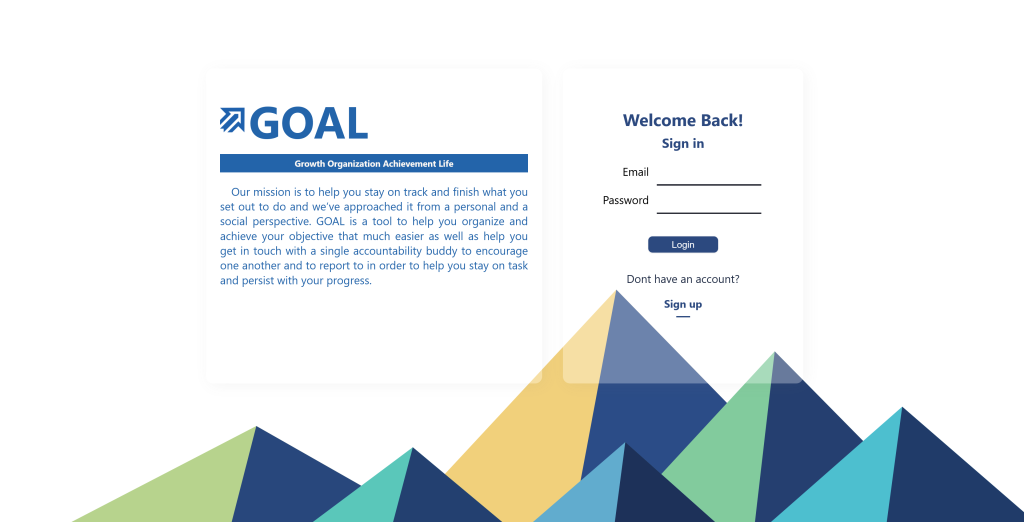 GOAL
Growth Organization Achievement Life
Our mission is to help you stay on track and finish what you
set out to do and we've approached it from a personal and a
social perspective. GOAL is a tool to help you organize and
achieve your objective that much easier as well as help you
get in touch with a single accountability buddy to encourage
one another and to report to in order to help you stay on task
and persist with your progress.
Welcome Back!
Sign in
Email
Password
Login
Dont have an account?
Sign up